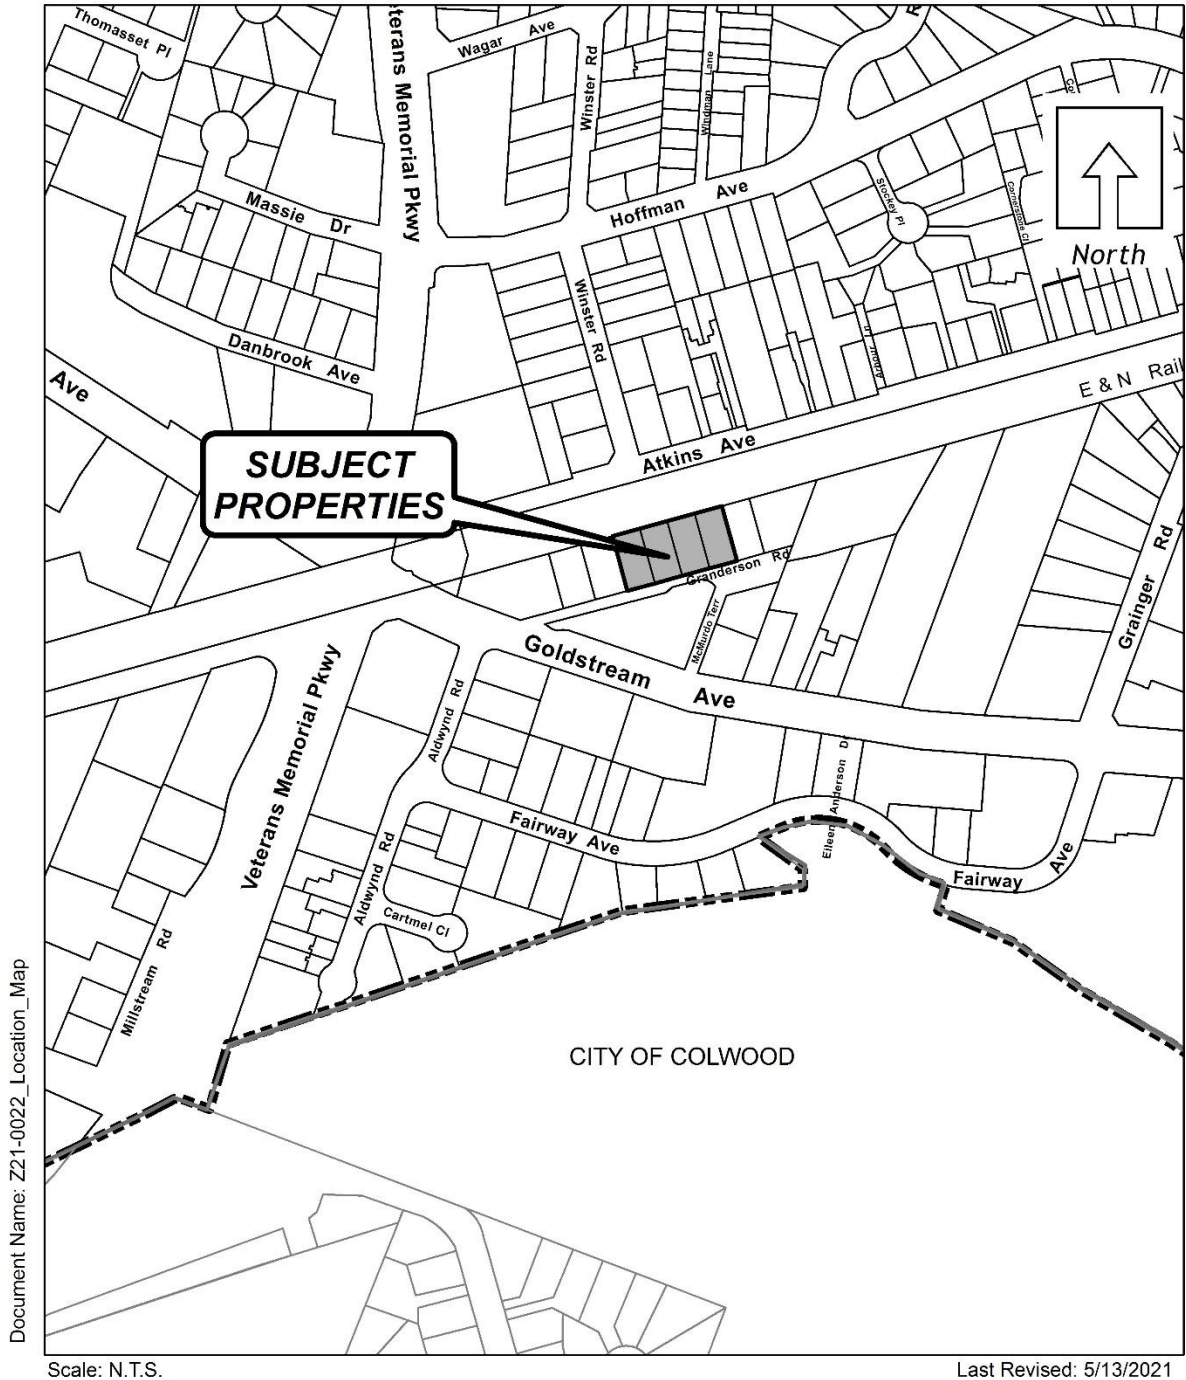 Thomasset Pl
Wagar Ave
Winster Rd
Windman Lane
Veterans Memorial Pkwy
Massie Dr
Hoffman Ave
Stockey Pl
Cornerstone Cl
North
Winster Rd
Danbrook Ave
Arbour Ln
Ave
E & N Rail
Atkins Ave
SUBJECT
PROPERTIES
Granderson Rd
Grainger Rd
McMurdo Terr
Goldstream Ave
Veterans Memorial Pkwy
Aldwynd Rd
Eileen Anderson Dr
Fairway Ave
Fairway Ave
Aldwynd Rd
Cartmel Cl
Millstream Rd
CITY OF COLWOOD
Document Name: Z21-0022_Location_Map
Scale: N.T.S.
Last Revised: 5/13/2021